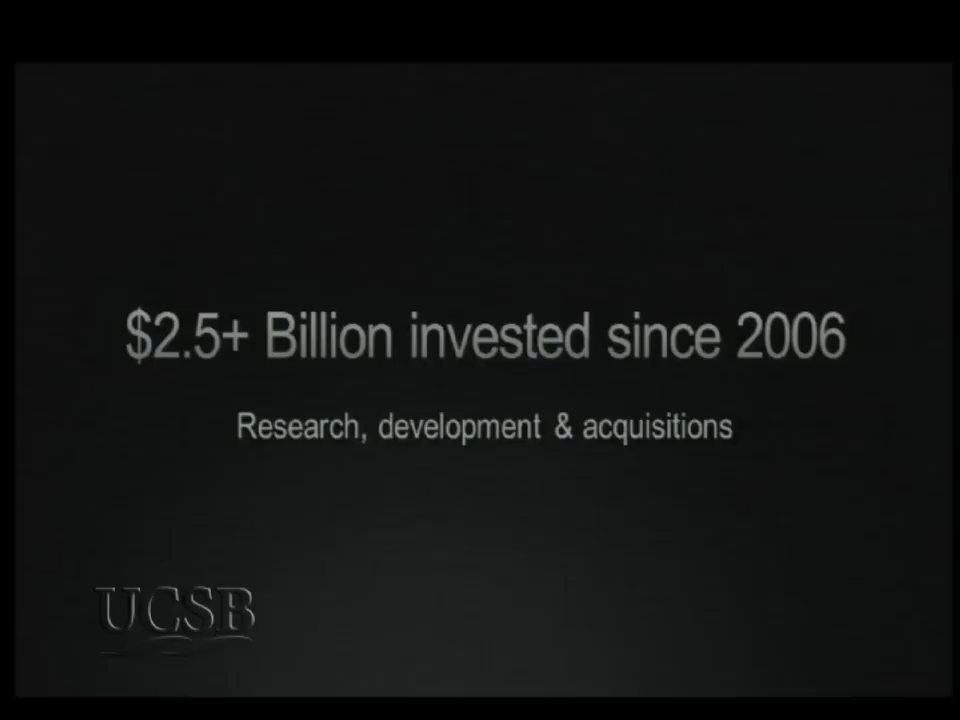 $2.5+ Billion invested since 2006
Research, development & acquisitions
UCSB